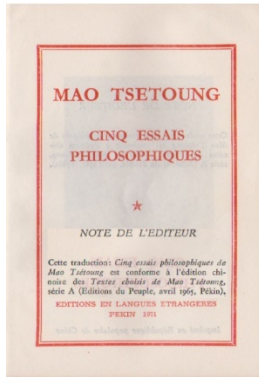 MAO TSETOUNG
CINQ ESSAIS
PHILOSOPHIQUES
NOTE DE L'EDITEUR
Cette traduction: Cinq essais philosophiques de
Mao Tsétoung est conforme à l'édition chi-
noise des Textes choisis de Mao Tsétoung,
série A (Editions du Peuple, avril 1965, Pékin),
EDITIONS EN LANGUES ETRANGERES
PEKIN 1971